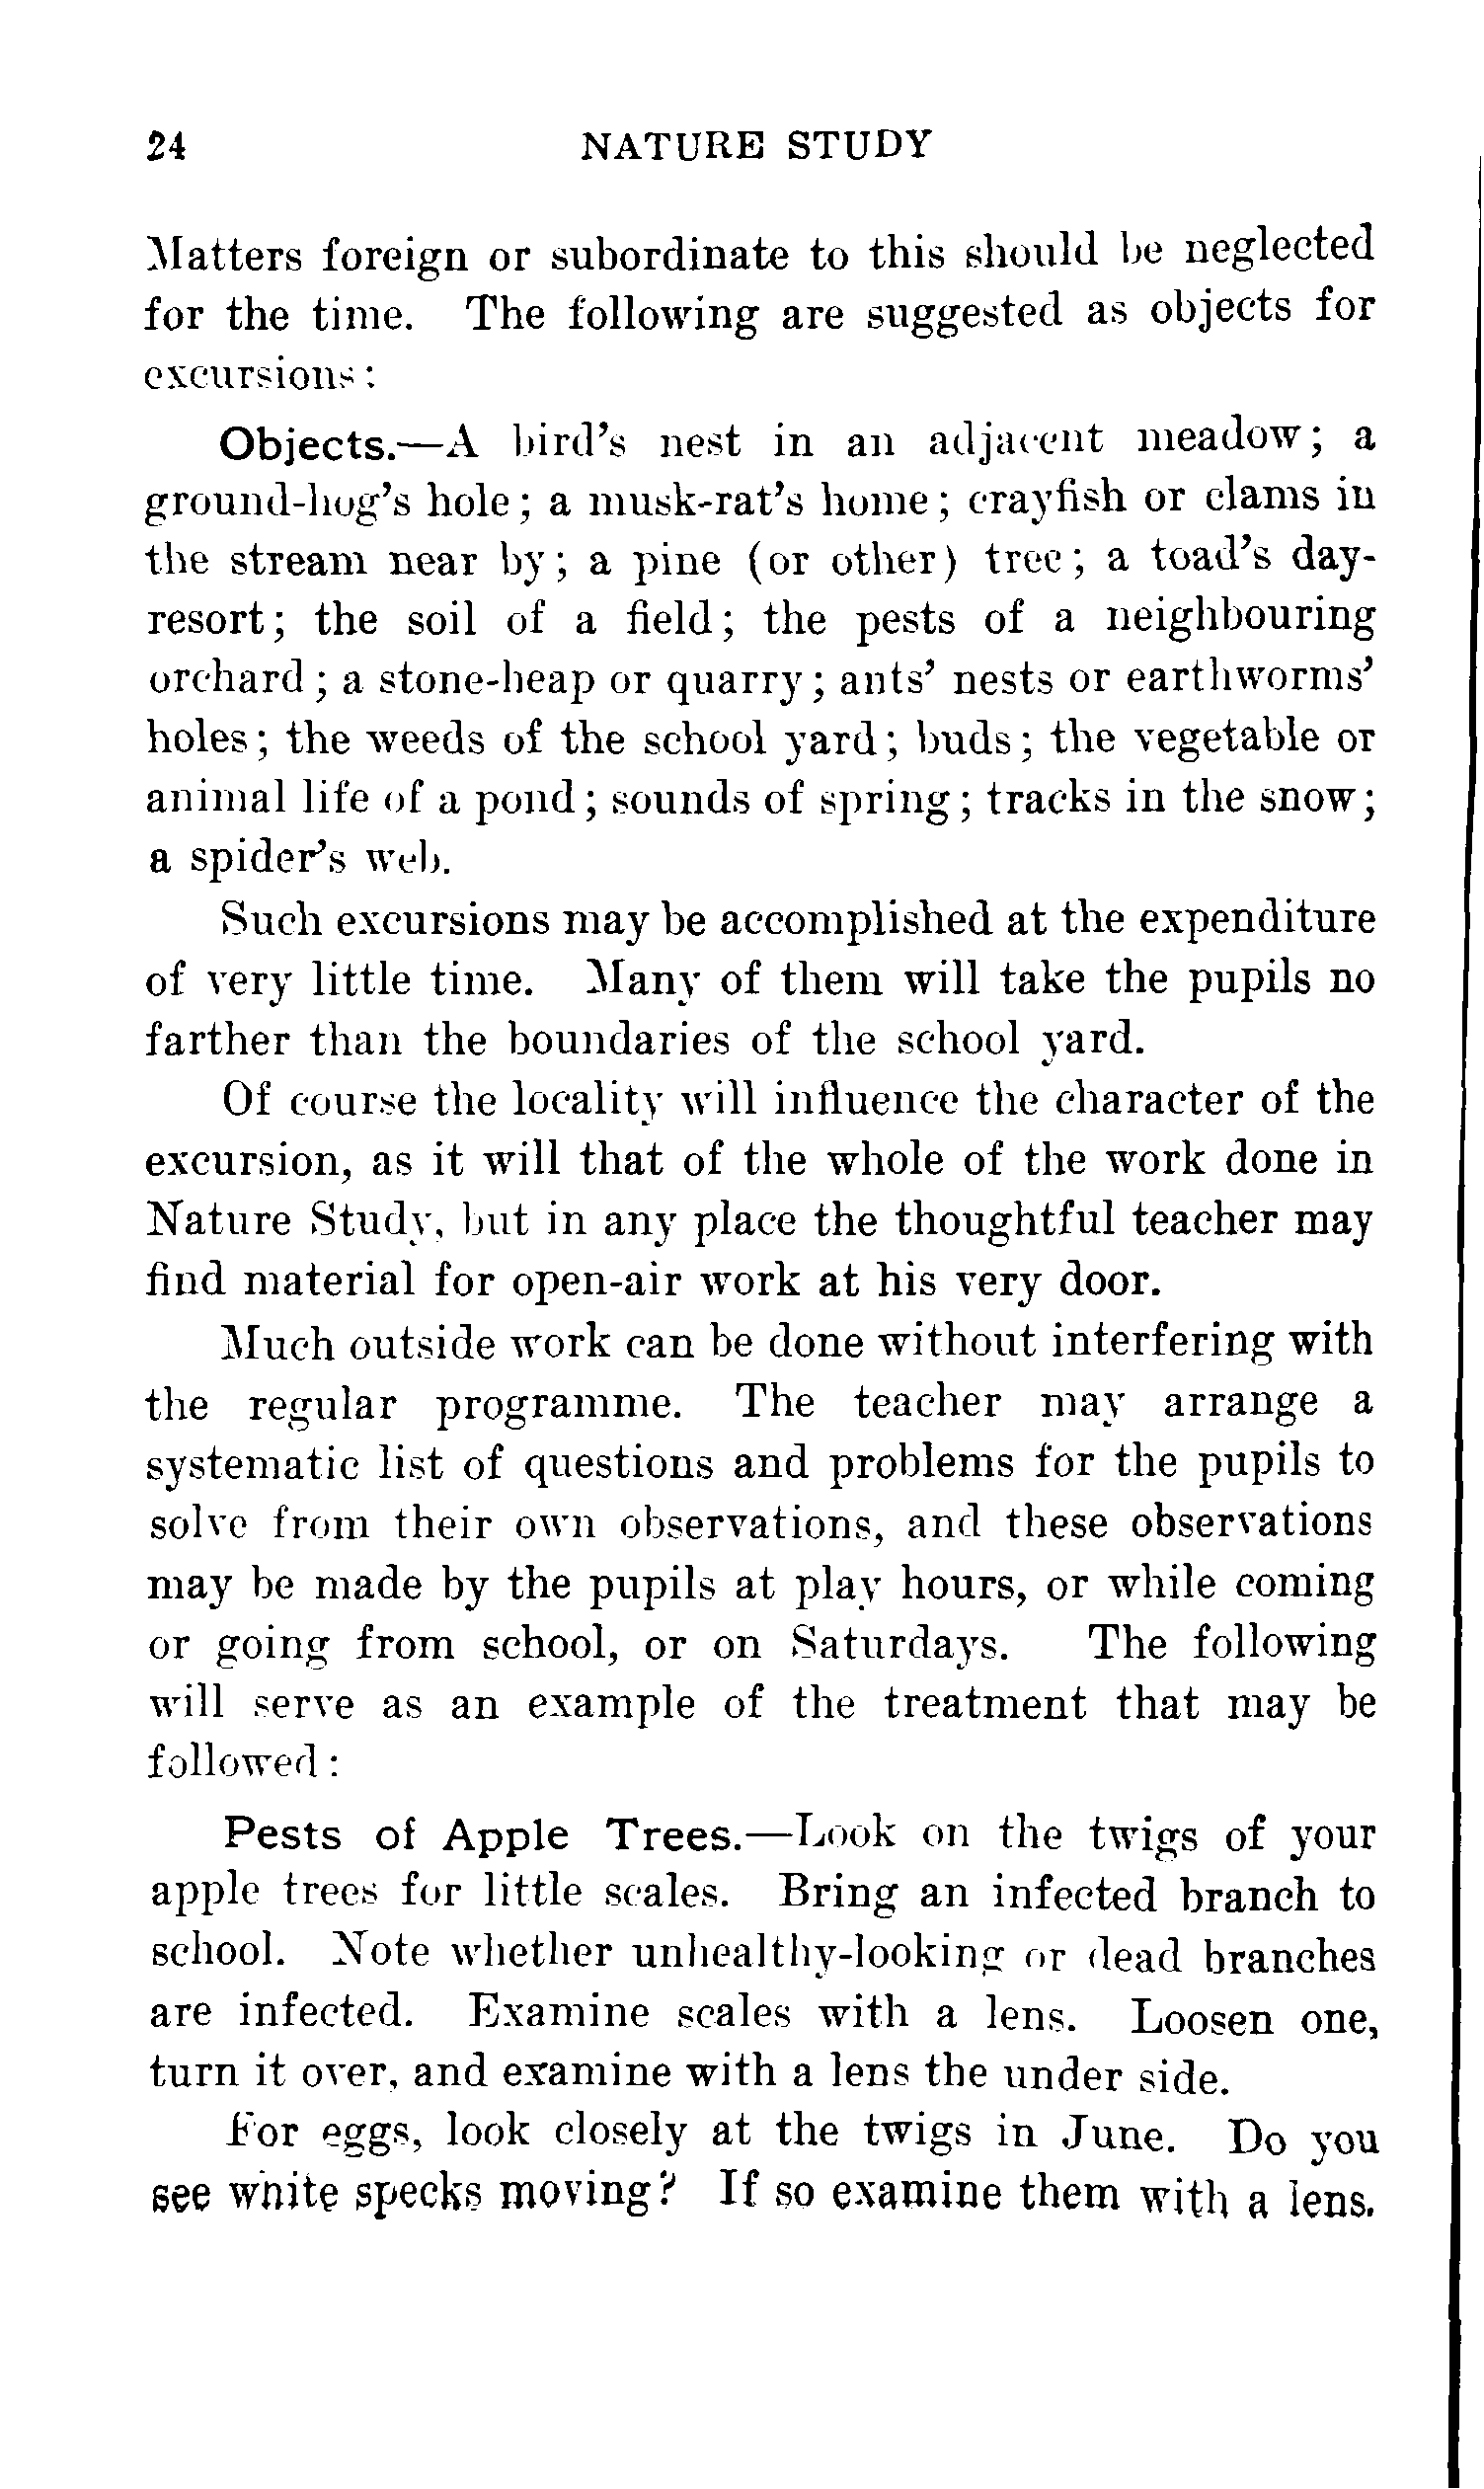 24 NATURE STUDY
Matters foreign or subordinate to this should be neglected
for the time. The following are suggested as objects for
excursions:
Objects.—A bird's nest in an adjacent meadow; a
ground-hog's hole; a musk-rat's home; crayfish or clams in
the stream near by; a pine (or other) tree; a toad's day-
resort; the soil of a field; the pests of a neighbouring
orchard; a stone-heap or quarry; ants' nests or earthworms'
holes; the weeds of the school yard; buds; the vegetable or
animal life of a pond; sounds of spring; tracks in the snow;
a spider's web.
Such excursions may be accomplished at the expenditure
of very little time. Many of them will take the pupils no
farther than the boundaries of the school yard.
Of course the locality will influence the character of the
excursion, as it will that of the whole of the work done in
Nature Study, but in any place the thoughtful teacher may
find material for open-air work at his very door.
Much outside work can be done without interfering with
the regular programme. The teacher may arrange a
systematic list of questions and problems for the pupils to
solve from their own observations, and these observations
may be made by the pupils at play hours, or while coming
or going from school, or on Saturdays. The following
will serve as an example of the treatment that may be
followed:
Pests of Apple Trees.—Look on the twigs of your
apple trees for little scales. Bring an infected branch to
school. Note whether unhealthy-looking or dead branches
are infected. Examine scales with a lens. Loosen one,
turn it over, and examine with a lens the under side.
For eggs, look closely at the twigs in June. Do you
see white specks moving? If so examine them with a lens.